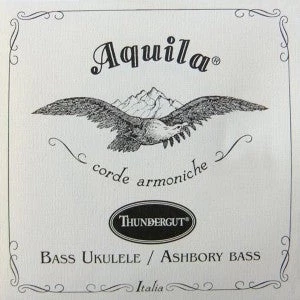 Aquila®
corde armoniche
THUNDERGUT®
BASS UKULELE / ASHBORY BASS
Italia